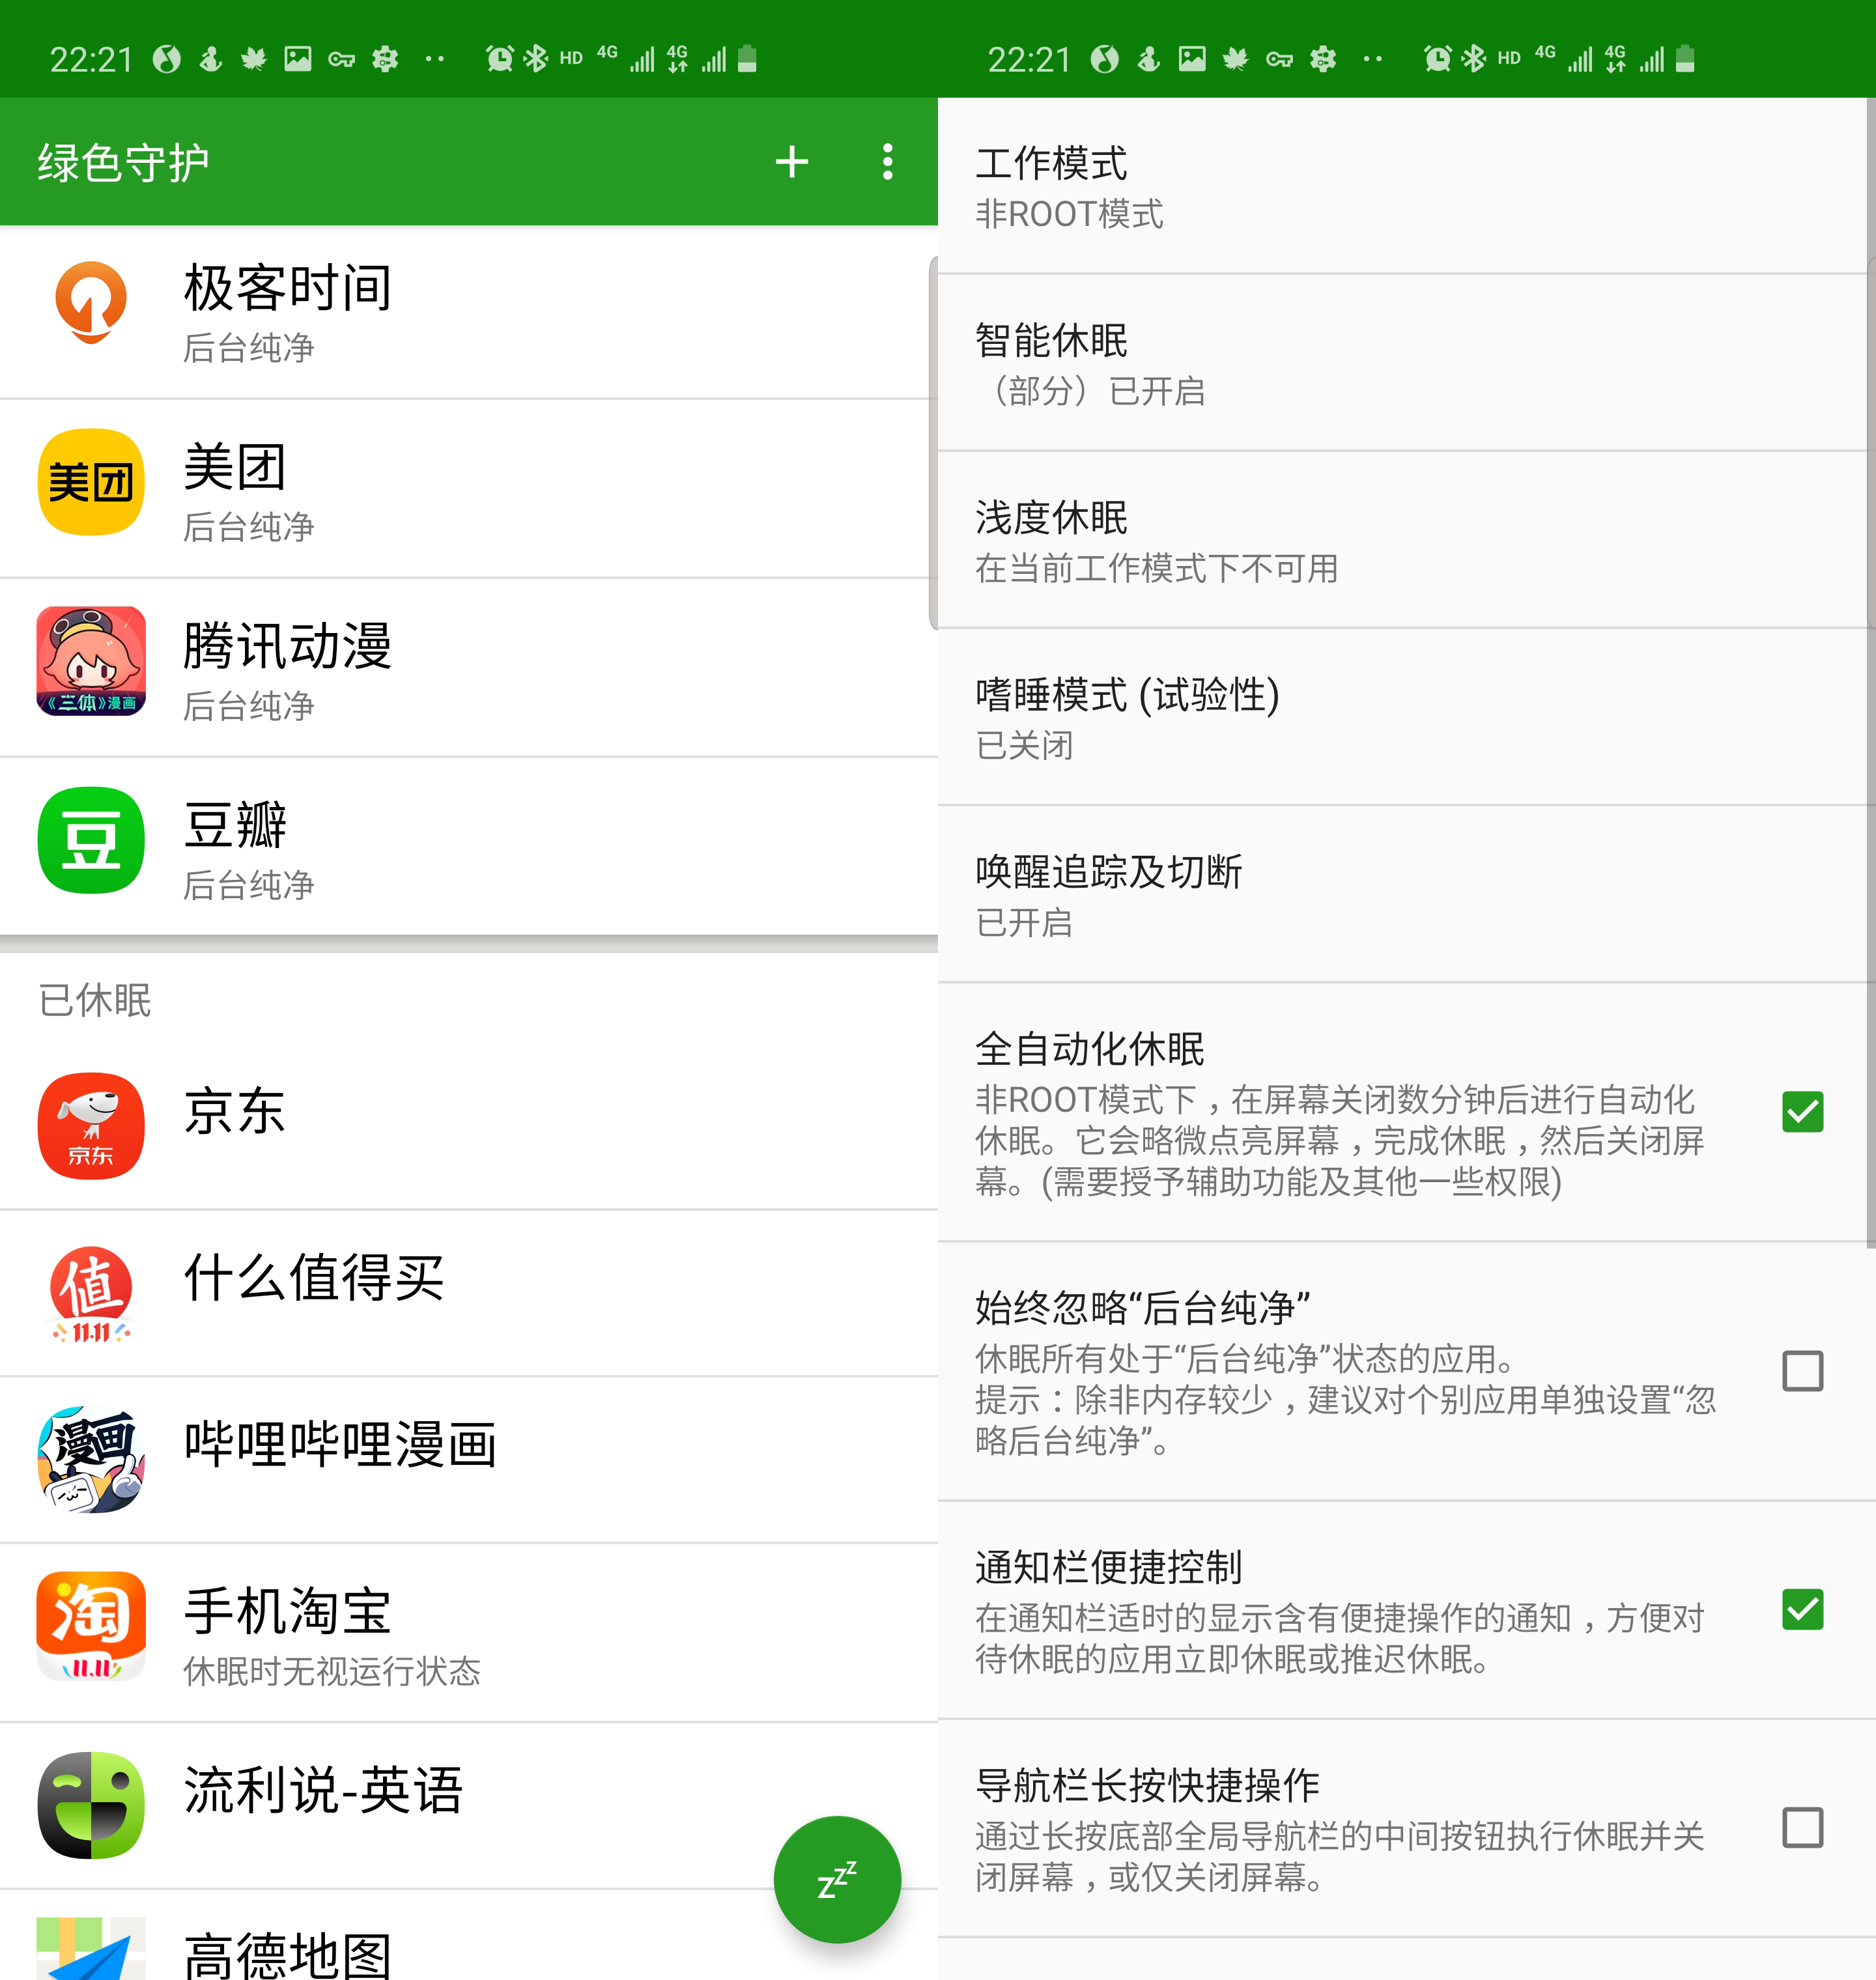 22:21
HD 4G 4G
绿色守护
极客时间
后台纯净
美团
美团
后台纯净
《三体》漫画
腾讯动漫
后台纯净
豆
豆瓣
后台纯净
已休眠
京东
京东
值
11.11
什么值得买
漫画
哔哩哔哩漫画
淘
11.11
手机淘宝
休眠时无视运行状态
流利说-英语
zzz
高德地图
22:21
HD 4G 4G
工作模式
非ROOT模式
智能休眠
（部分）已开启
浅度休眠
在当前工作模式下不可用
嗜睡模式 (试验性)
已关闭
唤醒追踪及切断
已开启
全自动化休眠
非ROOT模式下，在屏幕关闭数分钟后进行自动化
休眠。它会略微点亮屏幕，完成休眠，然后关闭屏
幕。(需要授予辅助功能及其他一些权限)
始终忽略“后台纯净”
休眠所有处于“后台纯净”状态的应用。
提示：除非内存较少，建议对个别应用单独设置“忽
略后台纯净”。
通知栏便捷控制
在通知栏适时的显示含有便捷操作的通知，方便对
待休眠的应用立即休眠或推迟休眠。
导航栏长按快捷操作
通过长按底部全局导航栏的中间按钮执行休眠并关
闭屏幕，或仅关闭屏幕。